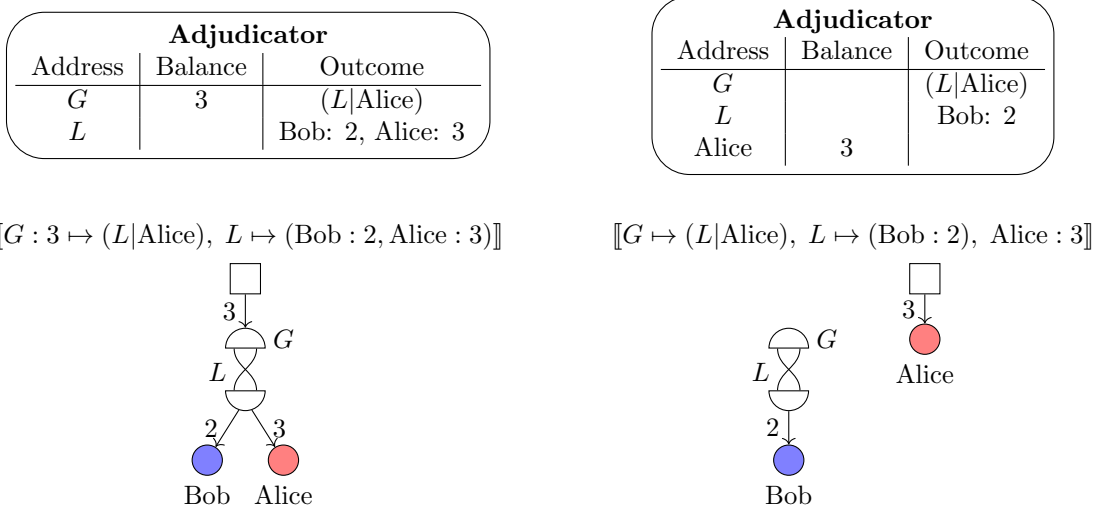 Adjudicator
Address Balance Outcome
G 3 (L|Alice)
L Bob: 2, Alice: 3
⟦G : 3 ↦ (L|Alice), L ↦ (Bob : 2, Alice : 3)⟧
3
G
L
2 3
Bob Alice
Adjudicator
Address Balance Outcome
G (L|Alice)
L Bob: 2
Alice 3
⟦G ↦ (L|Alice), L ↦ (Bob : 2), Alice : 3⟧
3
G
L
Alice
2
Bob